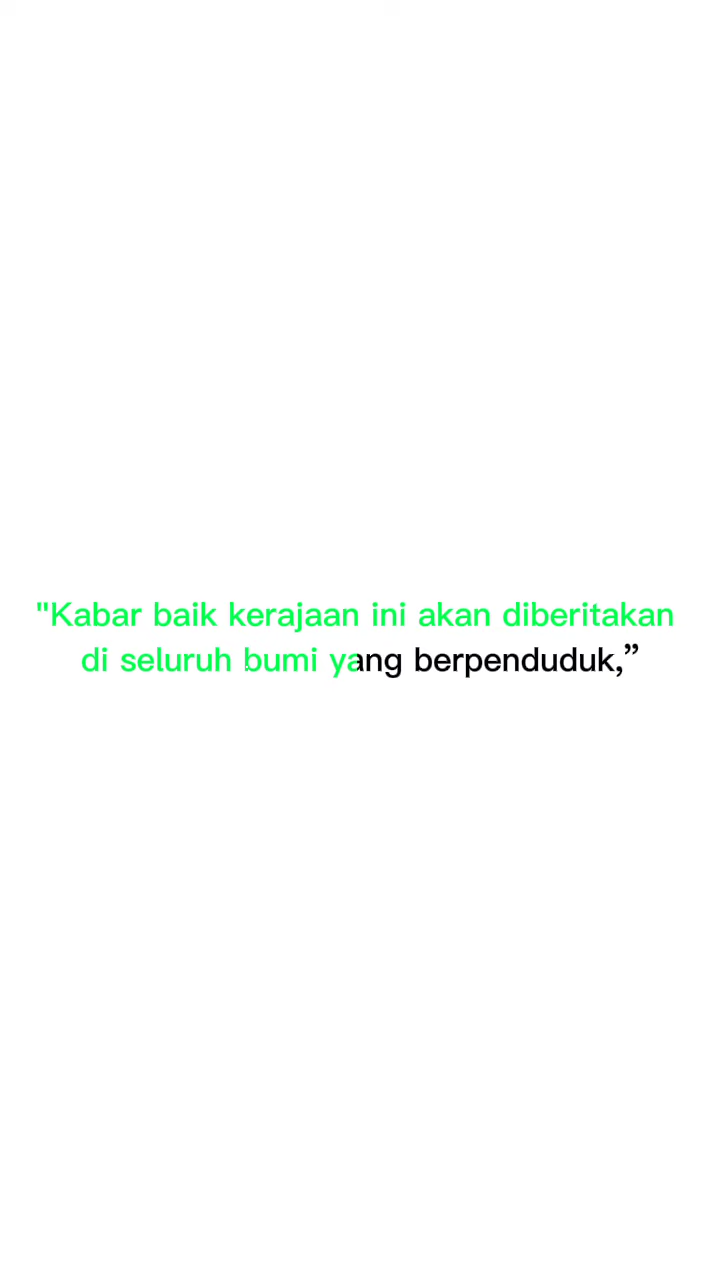 "Kabar baik kerajaan ini akan diberitakan
di seluruh bumi yang berpenduduk,”